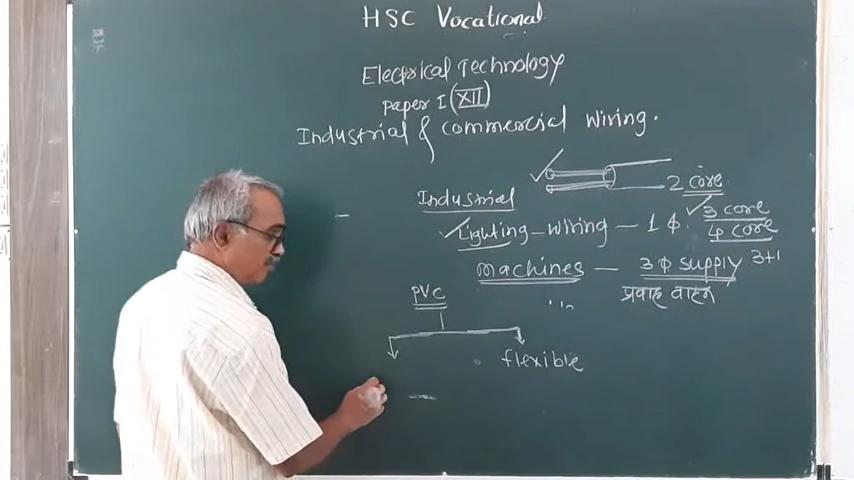 HSC Vocational
Electrical Technology
paper I (XII)
Industrial & commercial wiring.
2 core
Industrial 3 core
Lighting - wiring - 1 ϕ. 4 core
machines - 3 ϕ supply 3+1
प्रवाह वाहन
PVC
flexible